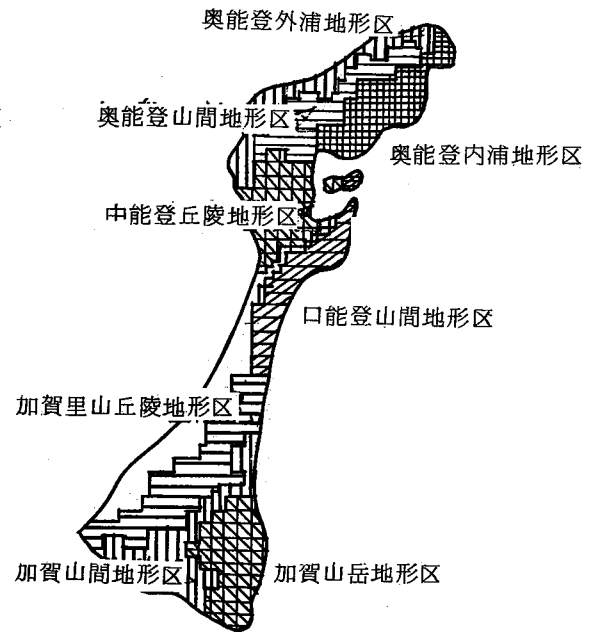 奥能登外浦地形区
奥能登山間地形区
奥能登内浦地形区
中能登丘陵地形区
口能登山間地形区
加賀里山丘陵地形区
加賀山間地形区
加賀山岳地形区